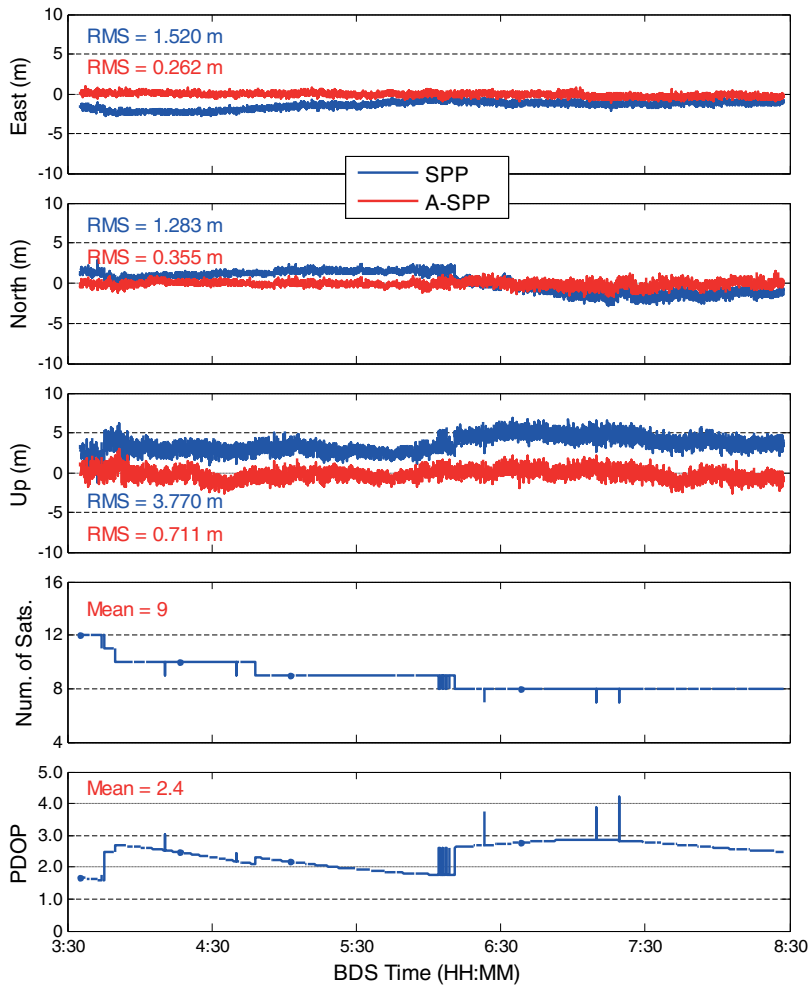 10
RMS = 1.520 m
5
RMS = 0.262 m
0
-5
-10
East (m)
SPP
A-SPP
10
RMS = 1.283 m
5
RMS = 0.355 m
0
-5
-10
North (m)
10
5
0
RMS = 3.770 m
-5
RMS = 0.711 m
-10
Up (m)
16
Mean = 9
12
8
4
Num. of Sats.
5.0
Mean = 2.4
4.0
3.0
2.0
1.0
0
PDOP
3:30 4:30 5:30 6:30 7:30 8:30
BDS Time (HH:MM)